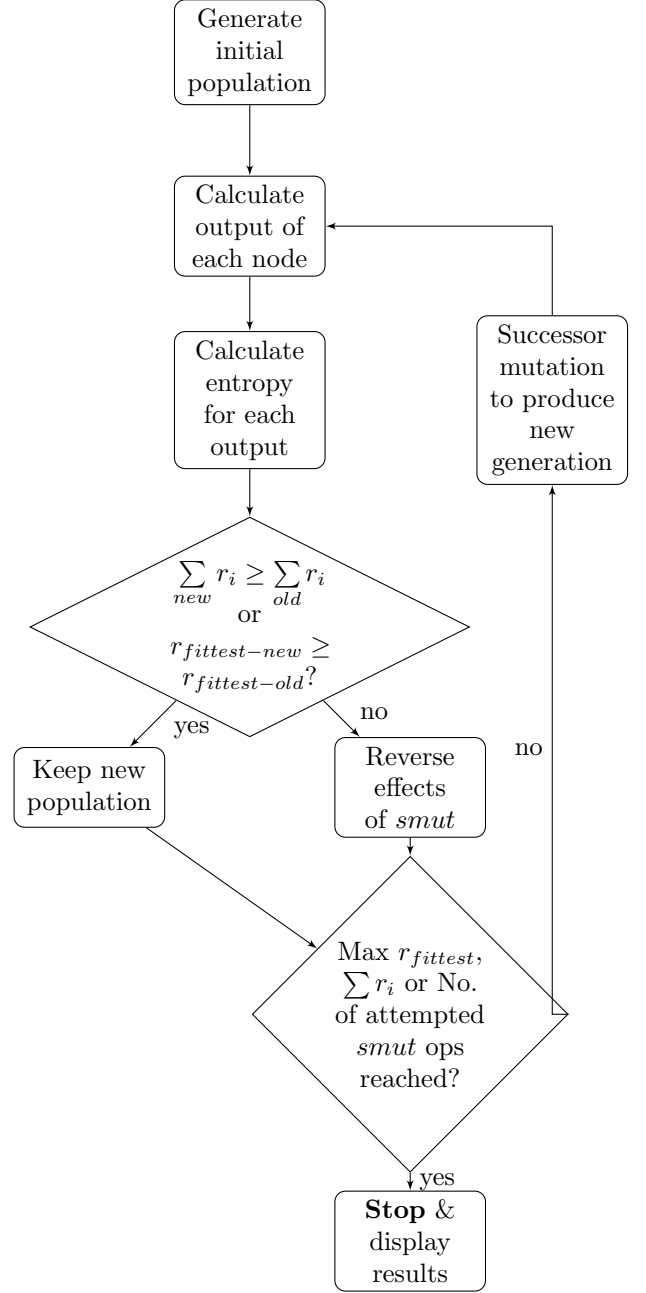 Generate
initial
population
Calculate
output of
each node
Calculate
entropy
for each
output
Successor
mutation
to produce
new
generation
∑ r_i ≥ ∑ r_i
new old
or
r_{fittest−new} ≥
r_{fittest−old}?
yes
no
Keep new
population
Reverse
effects
of smut
no
Max r_{fittest},
∑ r_i or No.
of attempted
smut ops
reached?
yes
Stop &
display
results